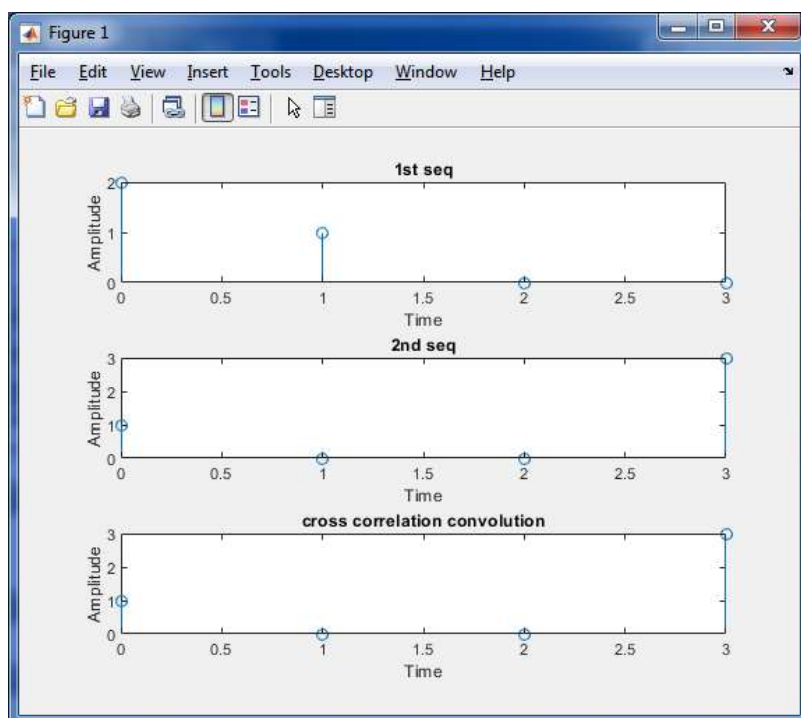 Figure 1
File Edit View Insert Tools Desktop Window Help
1st seq
2
1
0
Amplitude
0 0.5 1 1.5 2 2.5 3
Time
2nd seq
3
2
1
0
Amplitude
0 0.5 1 1.5 2 2.5 3
Time
cross correlation convolution
3
2
1
0
Amplitude
0 0.5 1 1.5 2 2.5 3
Time